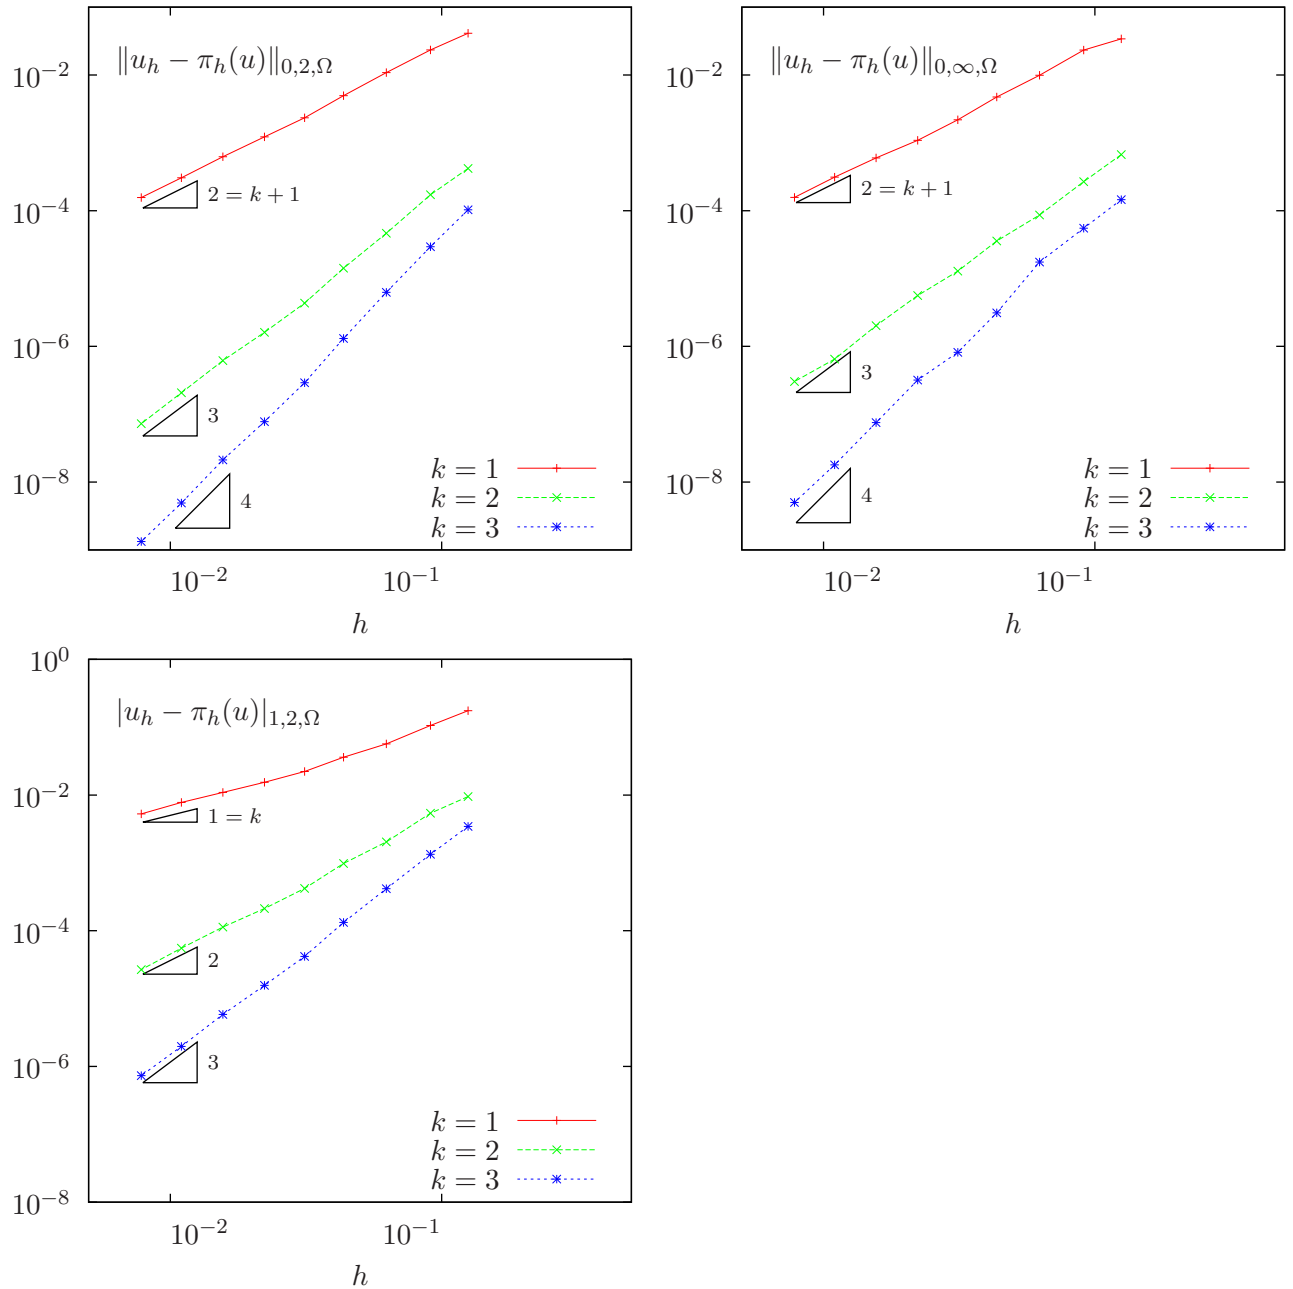 ‖u_h − π_h(u)‖_{0,2,Ω}
10^{−2}
10^{−4}
10^{−6}
10^{−8}
2 = k + 1
3
4
k = 1
k = 2
k = 3
10^{−2}
10^{−1}
h
‖u_h − π_h(u)‖_{0,∞,Ω}
10^{−2}
10^{−4}
10^{−6}
10^{−8}
2 = k + 1
3
4
k = 1
k = 2
k = 3
10^{−2}
10^{−1}
h
|u_h − π_h(u)|_{1,2,Ω}
10^{0}
10^{−2}
10^{−4}
10^{−6}
10^{−8}
1 = k
2
3
k = 1
k = 2
k = 3
10^{−2}
10^{−1}
h